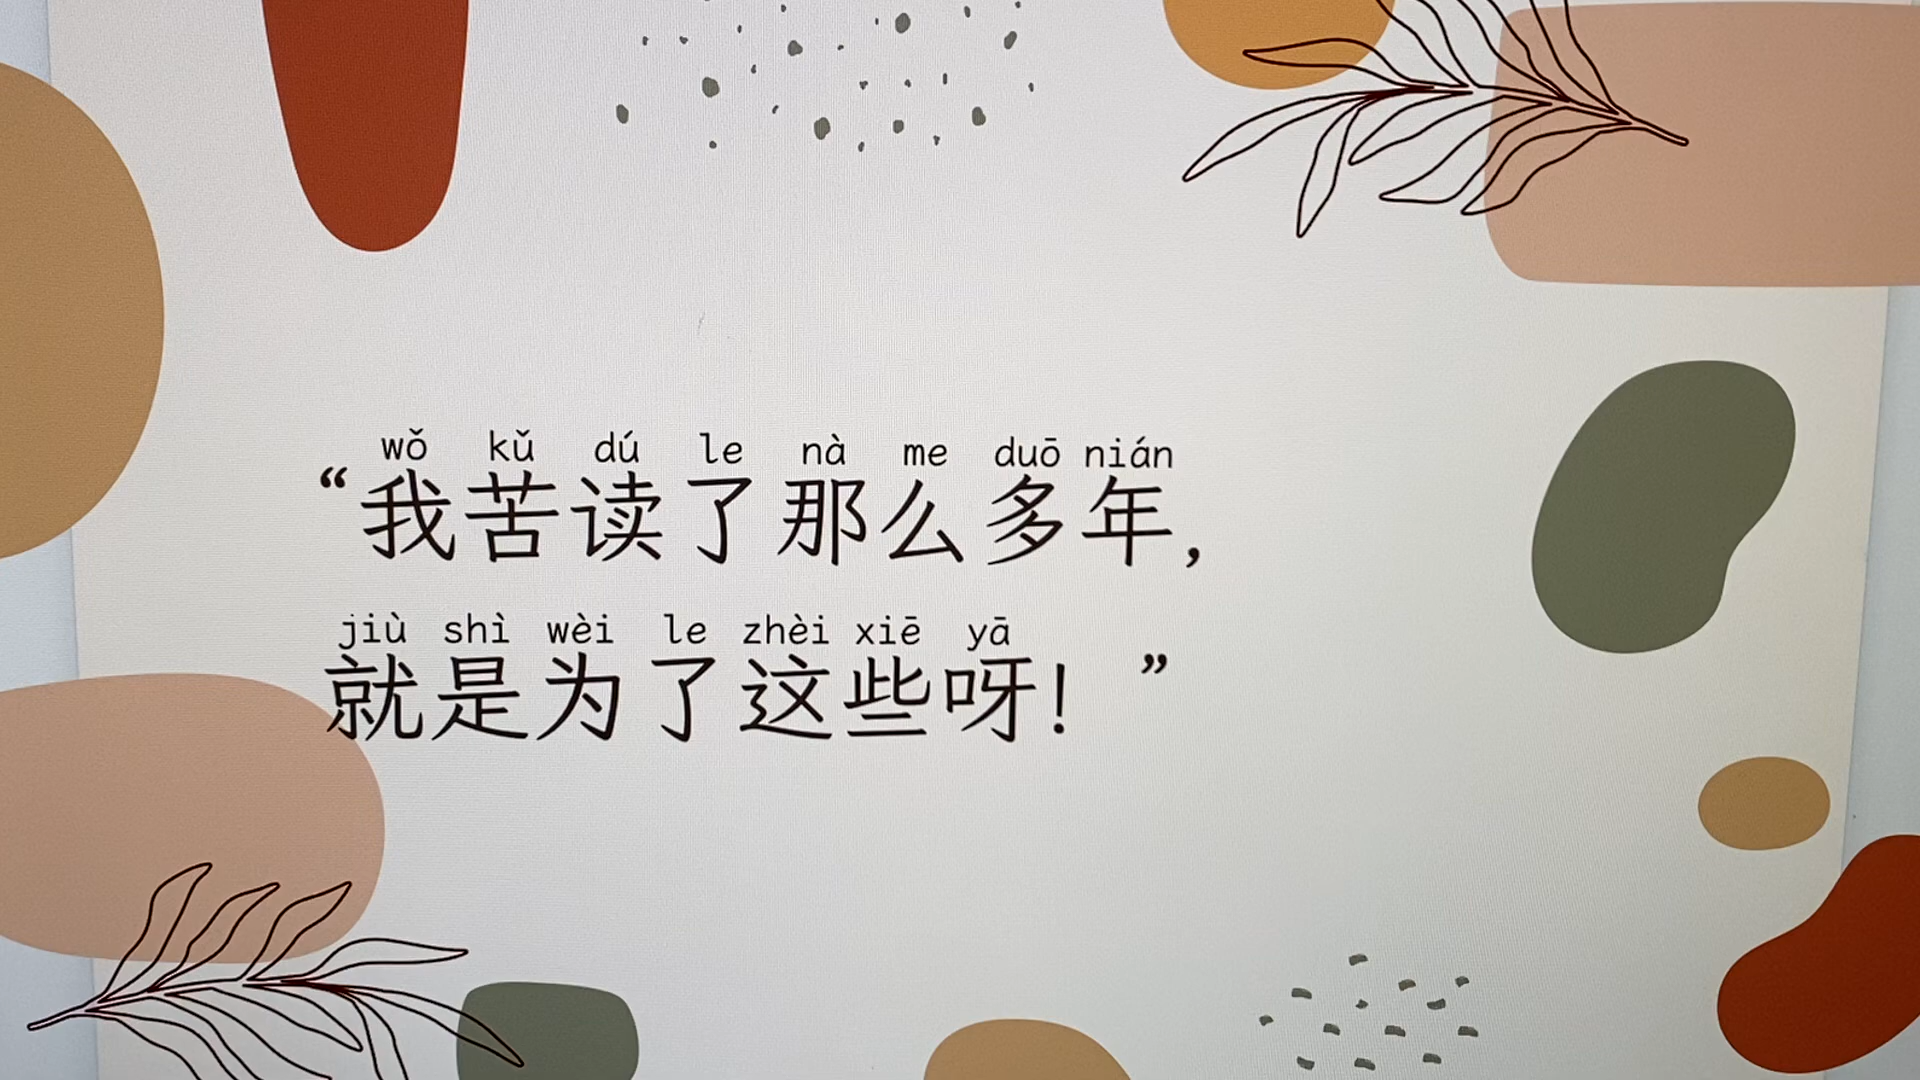 wǒ kǔ dú le nà me duō nián
“我苦读了那么多年，
jiù shì wèi le zhèi xiē yā
就是为了这些呀！”